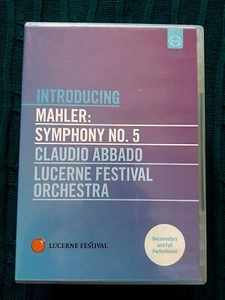 INTRODUCING
MAHLER:
SYMPHONY NO. 5
CLAUDIO ABBADO
LUCERNE FESTIVAL
ORCHESTRA
LUCERNE FESTIVAL
Documentary
and Full
Performance